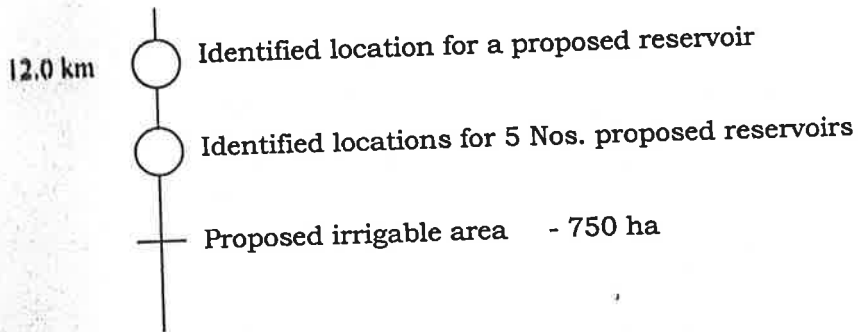 Identified location for a proposed reservoir
12.0 km
Identified locations for 5 Nos. proposed reservoirs
Proposed irrigable area - 750 ha